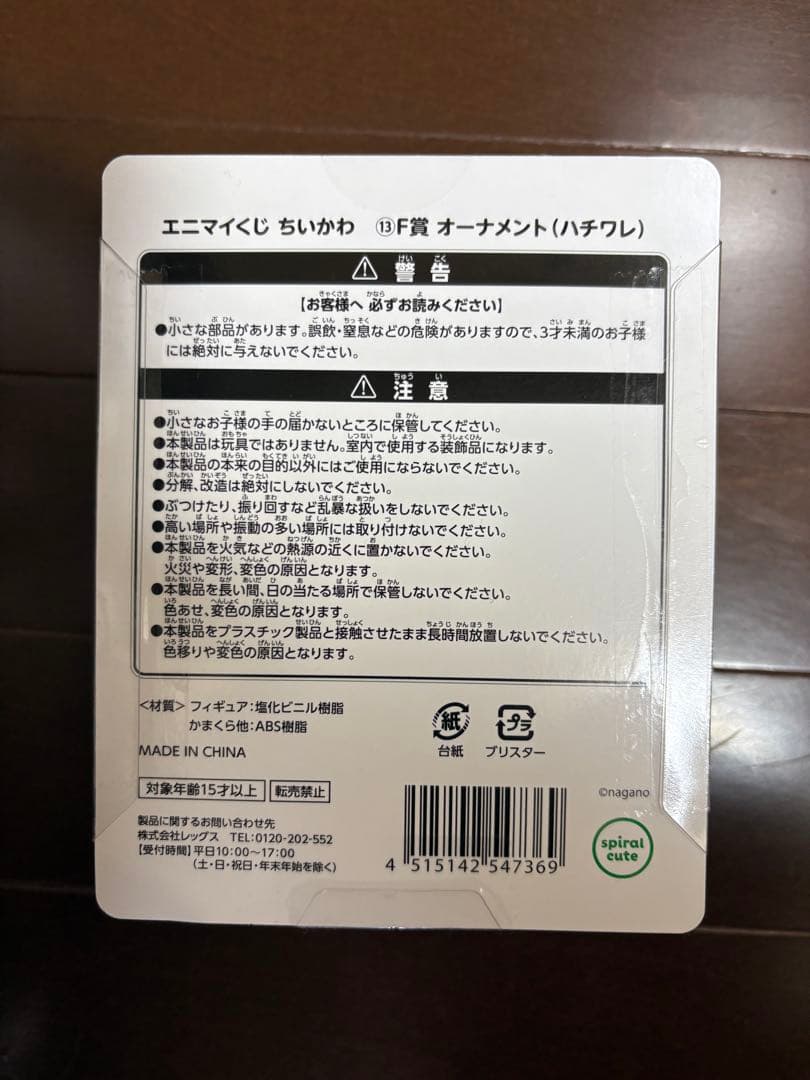 エニマイくじ ちいかわ ⑬F賞 オーナメント(ハチワレ)
⚠ 警告
【お客様へ 必ずお読みください】
●小さな部品があります。誤飲・窒息などの危険がありますので、3才未満のお子様
には絶対に与えないでください。
⚠ 注意
●小さなお子様の手の届かないところに保管してください。
●本製品は玩具ではありません。室内で使用する装飾品になります。
●本製品の本来の目的以外にはご使用にならないでください。
●分解、改造は絶対にしないでください。
●ぶつけたり、振り回すなど乱暴な扱いをしないでください。
●高い場所や振動の多い場所には取り付けないでください。
●本製品を火気などの熱源の近くに置かないでください。
火災や変形、変色の原因となります。
●本製品を長い間、日の当たる場所で保管しないでください。
色あせ、変色の原因となります。
●本製品をプラスチック製品と接触させたまま長時間放置しないでください。
色移りや変色の原因となります。
<材質> フィギュア:塩化ビニル樹脂
かまくら他:ABS樹脂
MADE IN CHINA
紙 プラ
台紙 ブリスター
対象年齢15才以上 転売禁止
©nagano
製品に関するお問い合わせ先
株式会社レッグス TEL:0120-202-552
【受付時間】平日10:00〜17:00
(土・日・祝日・年末年始を除く)
4 515142 547369
spiral
cute